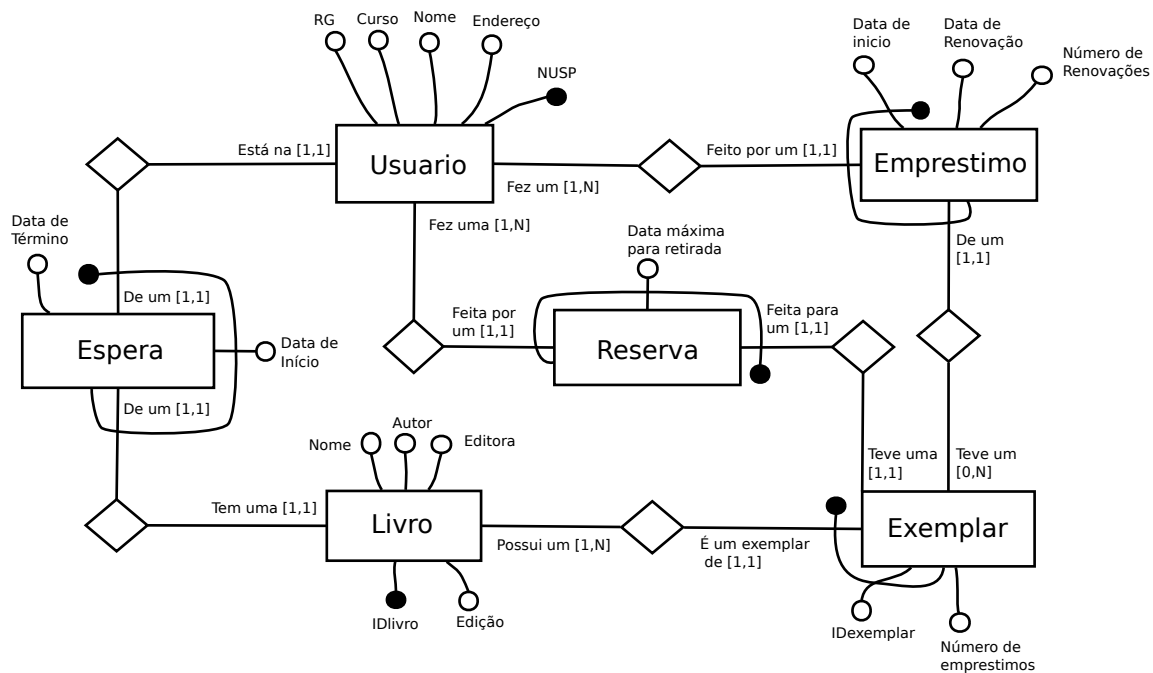 RG
Curso
Nome
Endereço
NUSP
Data de
inicio
Data de
Renovação
Número de
Renovações
Está na [1,1]
Usuario
Feito por um [1,1]
Emprestimo
Fez um [1,N]
Data de
Término
Fez uma [1,N]
Data máxima
para retirada
De um
[1,1]
De um [1,1]
Feita por
um [1,1]
Feita para
um [1,1]
Espera
Data de
Início
Reserva
De um [1,1]
Nome
Autor
Editora
Teve uma
[1,1]
Teve um
[0,N]
Tem uma [1,1]
Livro
Possui um [1,N]
É um exemplar
de [1,1]
Exemplar
IDlivro
Edição
IDexemplar
Número de
emprestimos